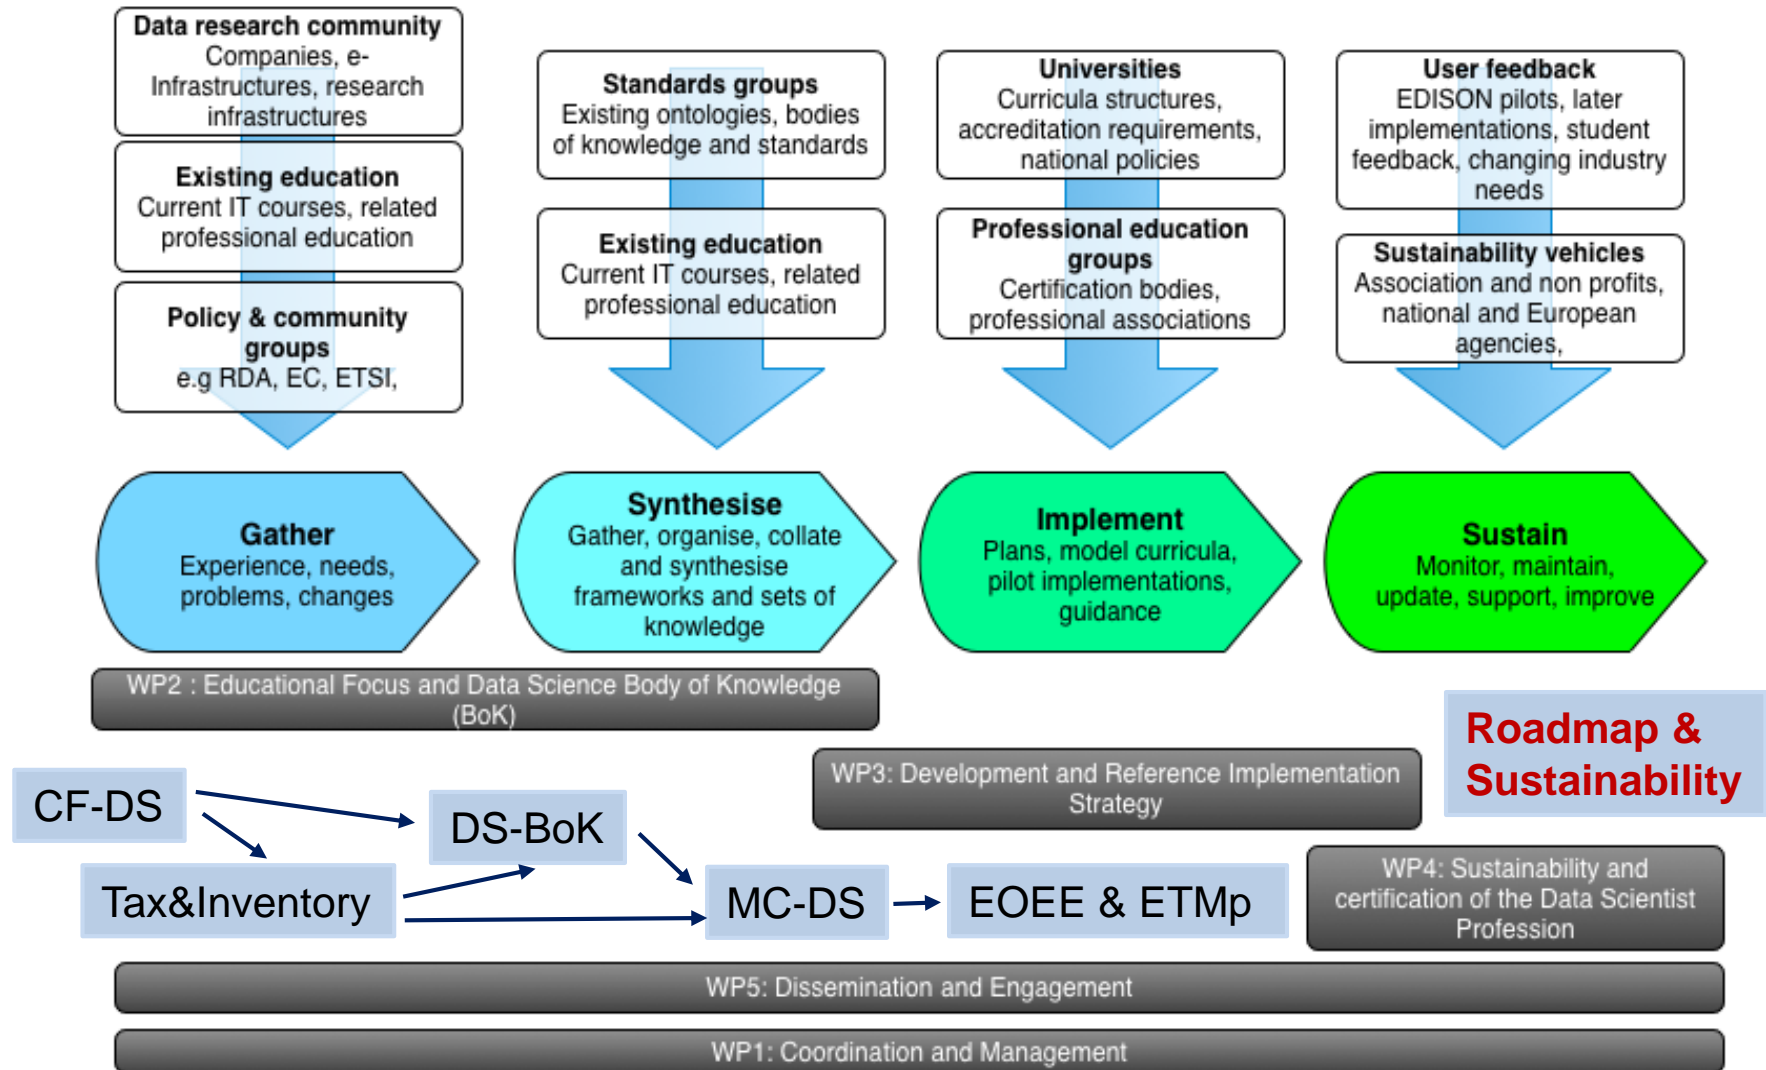 Data research community
Companies, e-
Infrastructures, research
infrastructures
Existing education
Current IT courses, related
professional education
Policy & community
groups
e.g RDA, EC, ETSI,
Standards groups
Existing ontologies, bodies
of knowledge and standards
Existing education
Current IT courses, related
professional education
Universities
Curricula structures,
accreditation requirements,
national policies
Professional education
groups
Certification bodies,
professional associations
User feedback
EDISON pilots, later
implementations, student
feedback, changing industry
needs
Sustainability vehicles
Association and non profits,
national and European
agencies,
Gather
Experience, needs,
problems, changes
Synthesise
Gather, organise, collate
and synthesise
frameworks and sets of
knowledge
Implement
Plans, model curricula,
pilot implementations,
guidance
Sustain
Monitor, maintain,
update, support, improve
WP2 : Educational Focus and Data Science Body of Knowledge
(BoK)
Roadmap &
Sustainability
WP3: Development and Reference Implementation
Strategy
CF-DS
DS-BoK
Tax&Inventory
MC-DS
EOEE & ETMp
WP4: Sustainability and
certification of the Data Scientist
Profession
WP5: Dissemination and Engagement
WP1: Coordination and Management